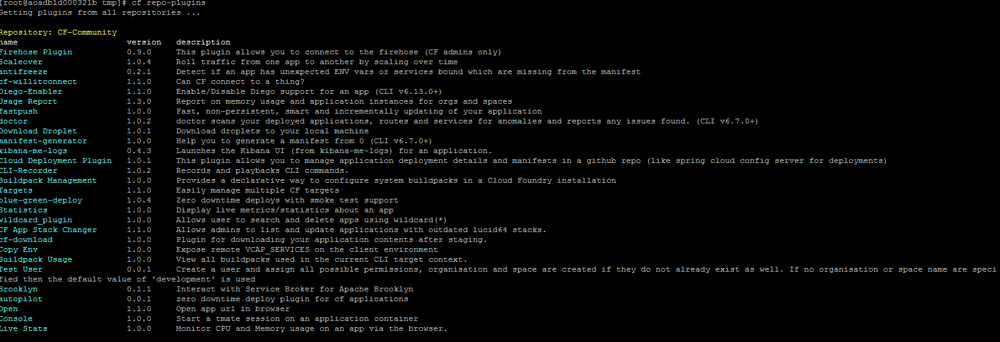 [root@aoadbld00032lb tmp]# cf repo-plugins
Getting plugins from all repositories ...
Repository: CF-Community
name version description
Firehose Plugin 0.9.0 This plugin allows you to connect to the firehose (CF admins only)
Scaleover 1.0.4 Roll traffic from one app to another by scaling over time
antifreeze 0.2.1 Detect if an app has unexpected ENV vars or services bound which are missing from the manifest
cf-willitconnect 1.1.0 Can CF connect to a thing?
Diego-Enabler 1.1.0 Enable/Disable Diego support for an app (CLI v6.13.0+)
Usage Report 1.3.0 Report on memory usage and application instances for orgs and spaces
fastpush 1.0.0 Fast, non-persistent, smart and incrementally updating of your application
doctor 1.0.2 doctor scans your deployed applications, routes and services for anomalies and reports any issues found. (CLI v6.7.0+)
Download Droplet 1.0.1 Download droplets to your local machine
manifest-generator 1.0.0 Help you to generate a manifest from 0 (CLI v6.7.0+)
kibana-me-logs 0.4.3 Launches the Kibana UI (from kibana-me-logs) for an application.
Cloud Deployment Plugin 1.0.1 This plugin allows you to manage application deployment details and manifests in a github repo (like spring cloud config server for deployments)
CLI-Recorder 1.0.2 Records and playbacks CLI commands.
Buildpack Management 1.0.0 Provides a declarative way to configure system buildpacks in a Cloud Foundry installation
Targets 1.1.0 Easily manage multiple CF targets
blue-green-deploy 1.0.4 Zero downtime deploys with smoke test support
Statistics 1.0.0 Display live metrics/statistics about an app
wildcard_plugin 1.0.0 Allows user to search and delete apps using wildcard(*)
CF App Stack Changer 1.1.0 Allows admins to list and update applications with outdated lucid64 stacks.
cf-download 1.0.0 Plugin for downloading your application contents after staging.
Copy Env 1.0.0 Expose remote VCAP_SERVICES on the client environment
Buildpack Usage 1.0.0 View all buildpacks used in the current CLI target context.
Test User 0.0.1 Create a user and assign all possible permissions, organisation and space are created if they do not already exist as well. If no organisation or space name are speci
fied then the default value of 'development' is used
Brooklyn 0.1.1 Interact with Service Broker for Apache Brooklyn
autopilot 0.0.1 zero downtime deploy plugin for cf applications
Open 1.1.0 Open app url in browser
Console 1.0.0 Start a tmate session on an application container
Live Stats 1.0.0 Monitor CPU and Memory usage on an app via the browser.